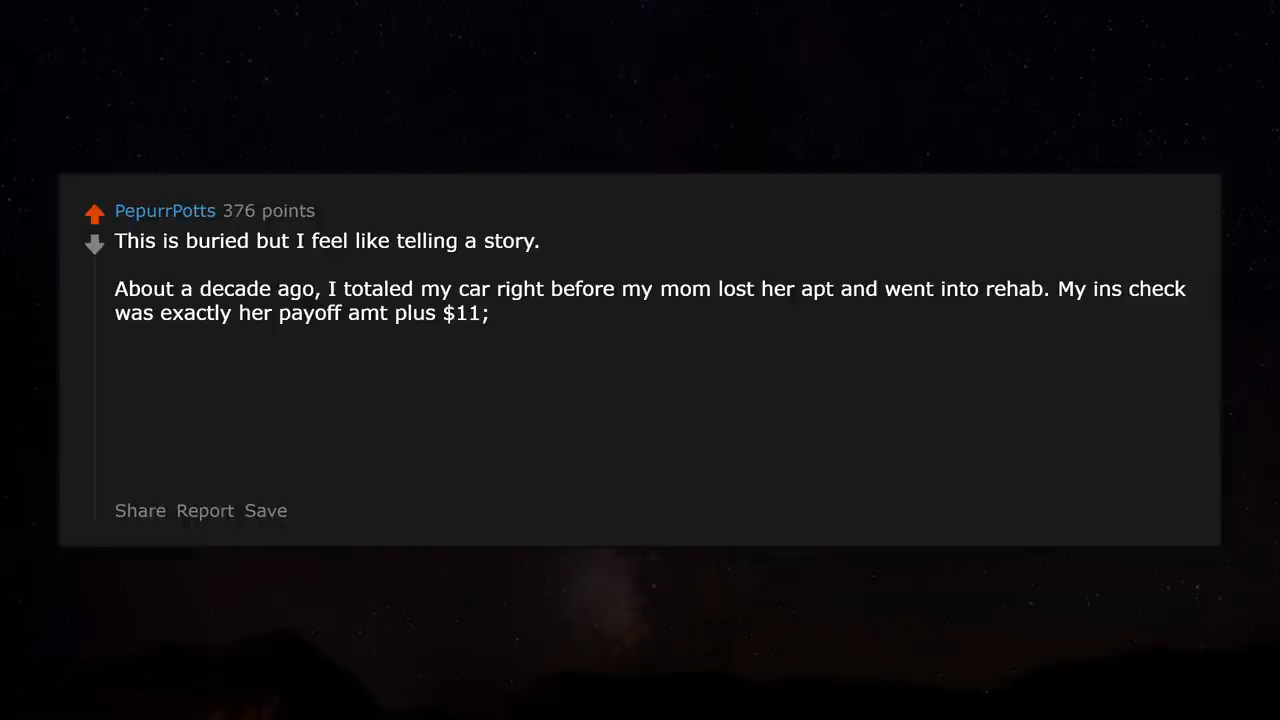 PepurrPotts 376 points
This is buried but I feel like telling a story.
About a decade ago, I totaled my car right before my mom lost her apt and went into rehab. My ins check
was exactly her payoff amt plus $11;
Share Report Save